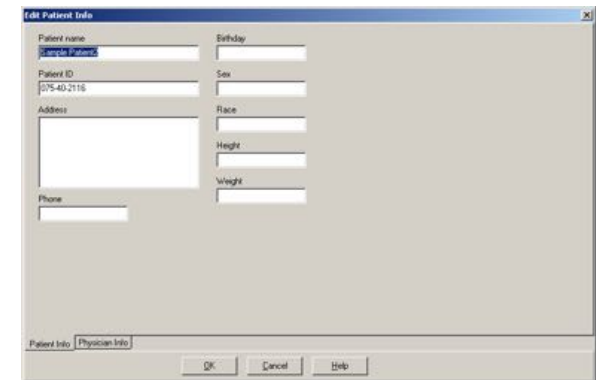 Edit Patient Info
Patient name
Sample Patient2
Patient ID
075-40-2116
Address
Phone
Birthday
Sex
Race
Height
Weight
Patient Info Physician Info
OK Cancel Help